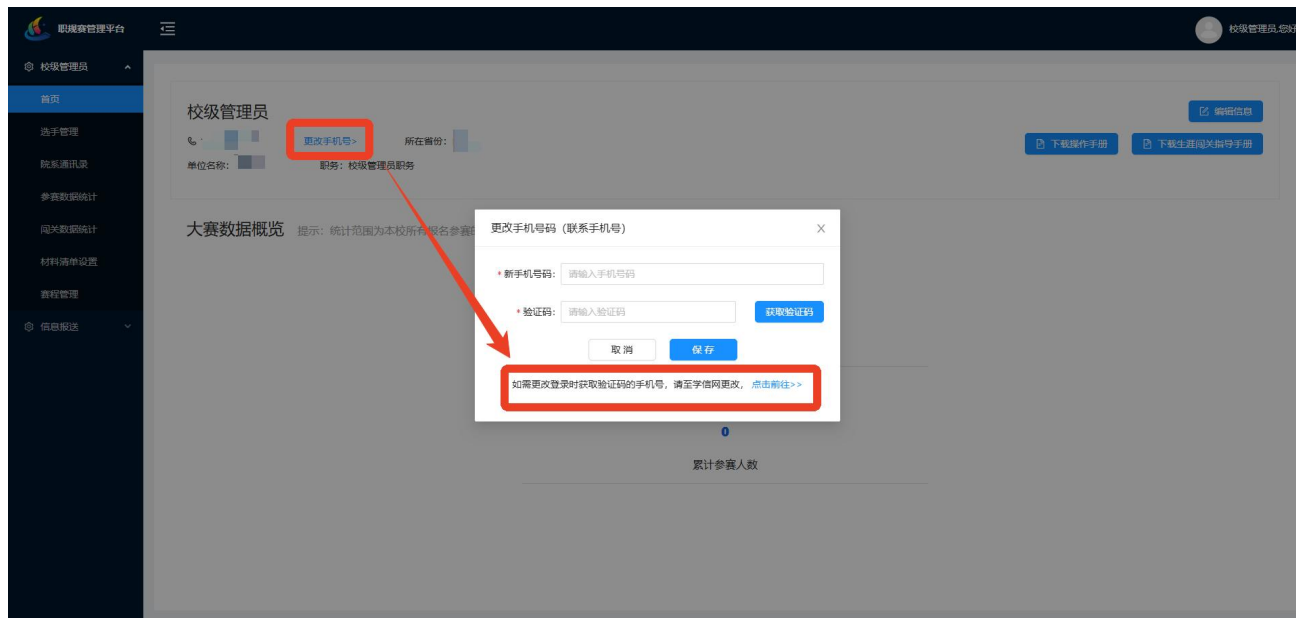 职规赛管理平台
校级管理员,您好
校级管理员
首页
选手管理
院系通讯录
参赛数据统计
闯关数据统计
材料清单设置
赛程管理
信息报送
校级管理员
编辑信息
更改手机号>
所在省份：
下载操作手册
下载生涯闯关指导手册
单位名称：
职务：校级管理员职务
大赛数据概览
提示：统计范围为本校所有报名参赛的
更改手机号码（联系手机号）
* 新手机号码：
请输入手机号码
* 验证码：
请输入验证码
获取验证码
取 消
保 存
如需更改登录时获取验证码的手机号，请至学信网更改，点击前往>>
0
累计参赛人数